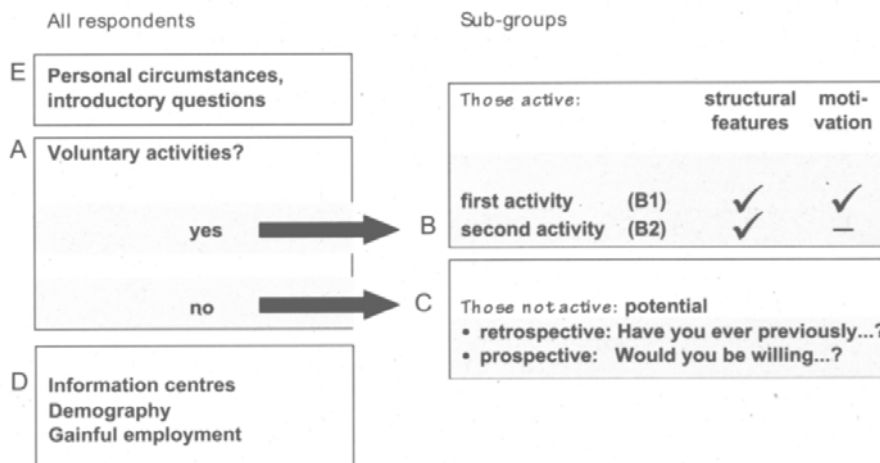 All respondents
E
Personal circumstances,
introductory questions
A
Voluntary activities?
yes
no
D
Information centres
Demography
Gainful employment
Sub-groups
Those active: structural moti-
features vation
B
first activity (B1) ✓ ✓
second activity (B2) ✓ –
C
Those not active: potential
• retrospective: Have you ever previously...?
• prospective: Would you be willing...?